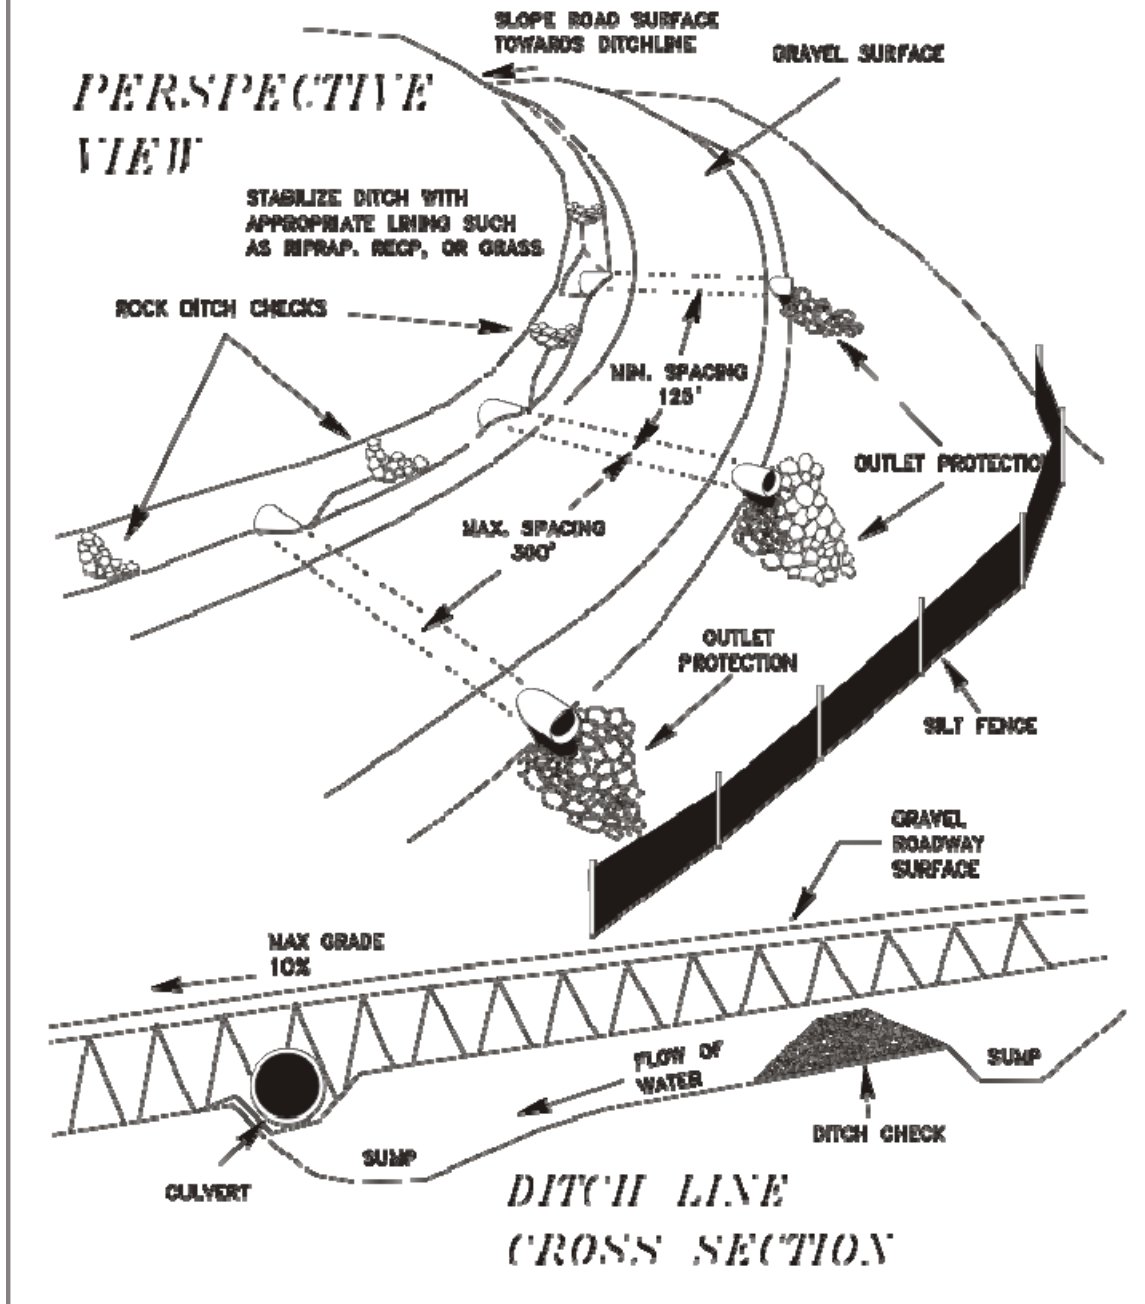 SLOPE ROAD SURFACE
TOWARDS DITCHLINE
GRAVEL SURFACE
PERSPECTIVE
VIEW
STABILIZE DITCH WITH
APPROPRIATE LINING SUCH
AS RIPRAP. RECP, OR GRASS
ROCK DITCH CHECKS
MIN. SPACING
125'
OUTLET PROTECTION
MAX. SPACING
300'
OUTLET
PROTECTION
SILT FENCE
GRAVEL
ROADWAY
SURFACE
MAX GRADE
10%
FLOW OF
WATER
SUMP
DITCH CHECK
SUMP
CULVERT
DITCH LINE
CROSS SECTION